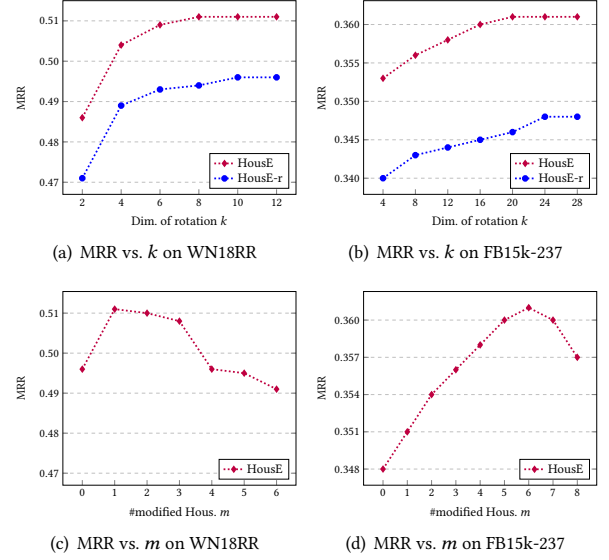 0.51
0.50
0.49
0.48
0.47
MRR
HousE
HousE-r
2 4 6 8 10 12
Dim. of rotation k
(a) MRR vs. k on WN18RR
0.360
0.355
0.350
0.345
0.340
MRR
HousE
HousE-r
4 8 12 16 20 24 28
Dim. of rotation k
(b) MRR vs. k on FB15k-237
0.51
0.50
0.49
0.48
0.47
MRR
HousE
0 1 2 3 4 5 6
#modified Hous. m
(c) MRR vs. m on WN18RR
0.360
0.357
0.354
0.351
0.348
MRR
HousE
0 1 2 3 4 5 6 7 8
#modified Hous. m
(d) MRR vs. m on FB15k-237